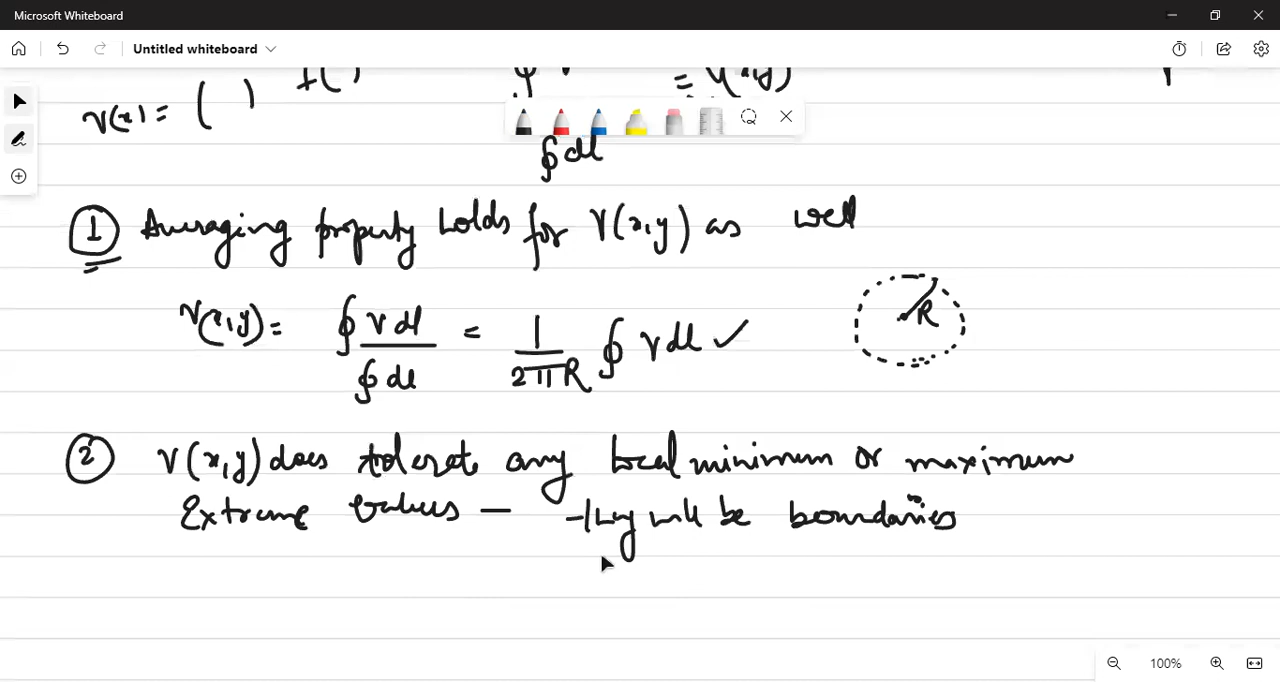 Microsoft Whiteboard
Untitled whiteboard
V(x) = ( )
= V(x,y)
∮ dl
① Averaging property holds for V(x,y) as well
V(x,y) = ∮ V dl / ∮ dl = 1 / 2πR ∮ V dl ✓
R
② V(x,y) does tolerate any local minimum or maximum
Extreme values — they will be boundaries
100%